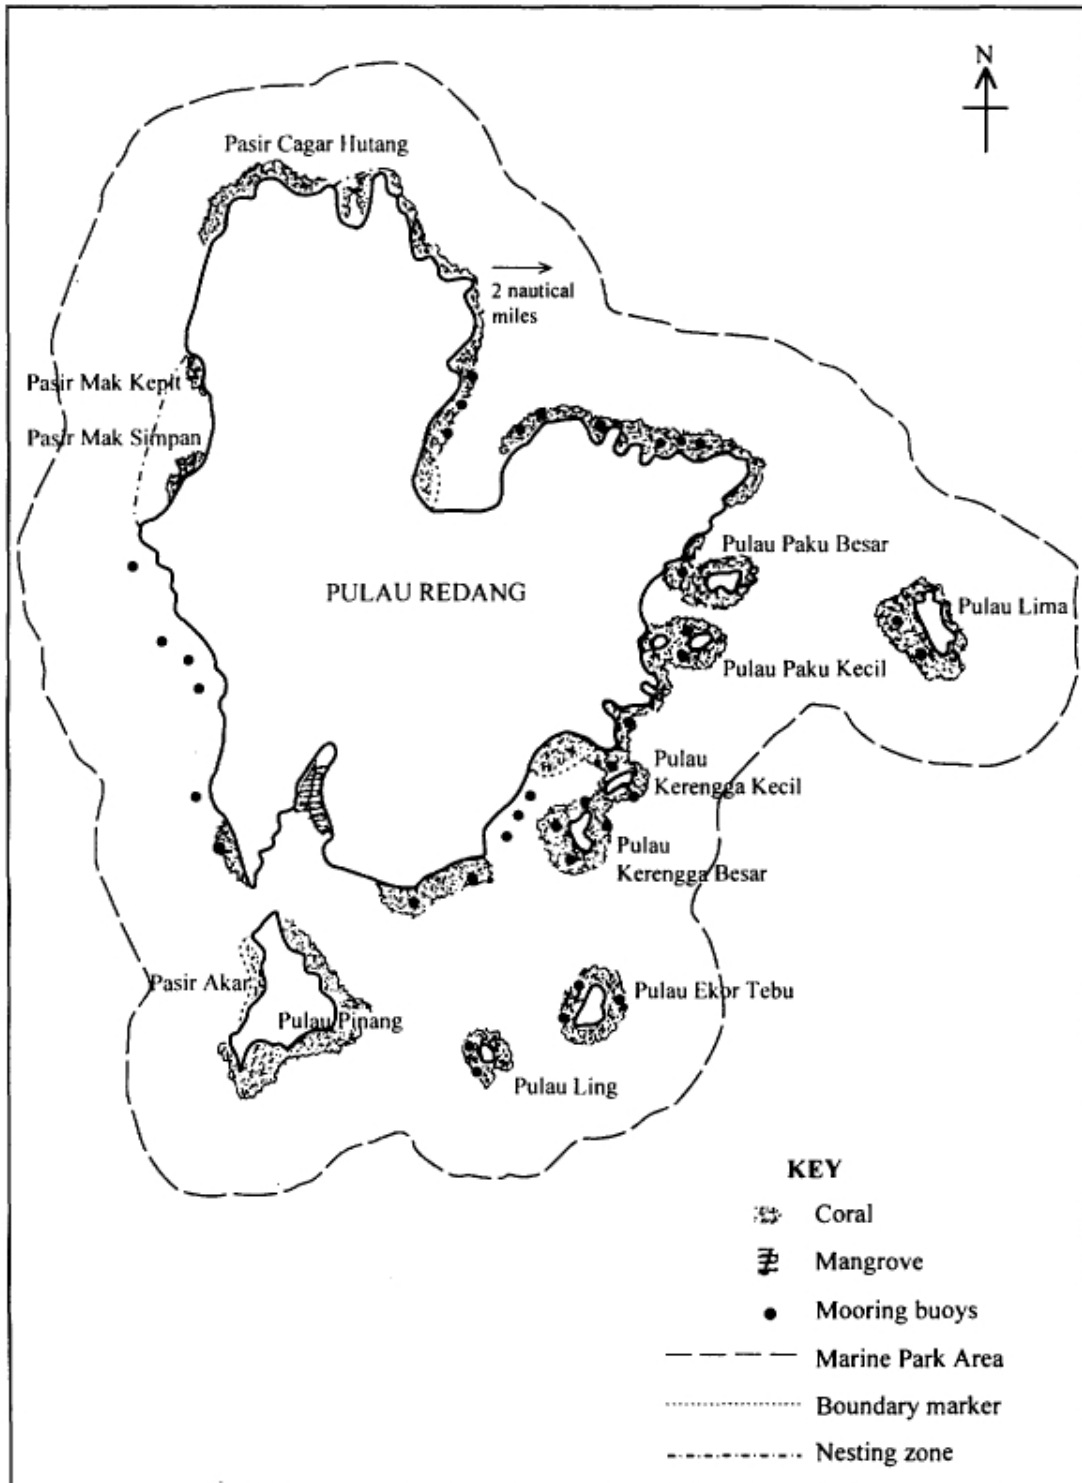 N
Pasir Cagar Hutang
2 nautical
miles
Pasir Mak Kepit
Pasir Mak Simpan
Pulau Paku Besar
PULAU REDANG
Pulau Lima
Pulau Paku Kecil
Pulau
Kerengga Kecil
Pulau
Kerengga Besar
Pasir Akar
Pulau Ekor Tebu
Pulau Pinang
Pulau Ling
KEY
Coral
Mangrove
Mooring buoys
Marine Park Area
Boundary marker
Nesting zone